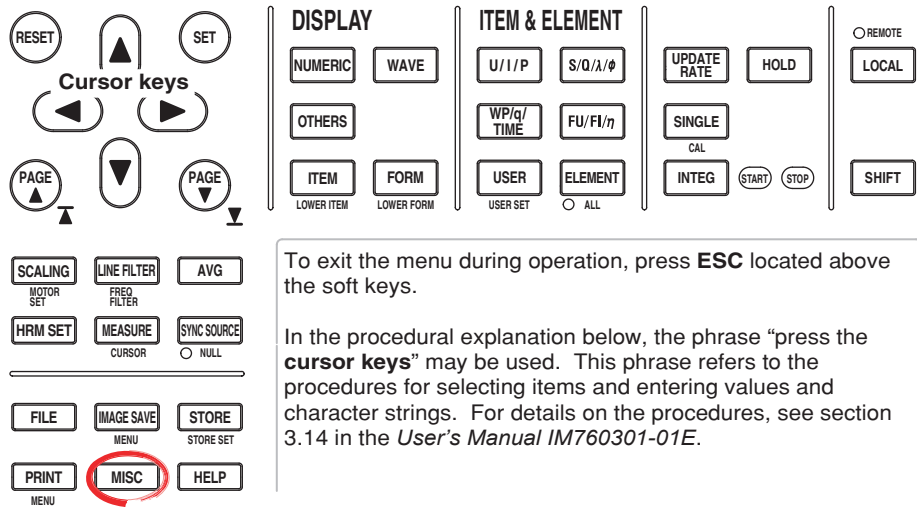 RESET
SET
Cursor keys
PAGE
PAGE
DISPLAY
NUMERIC
WAVE
OTHERS
ITEM
FORM
LOWER ITEM
LOWER FORM
ITEM & ELEMENT
U / I / P
S/Q/λ/ø
WP/q/
TIME
FU/FI/η
USER
ELEMENT
USER SET
ALL
UPDATE
RATE
HOLD
SINGLE
CAL
INTEG
START
STOP
REMOTE
LOCAL
SHIFT
SCALING
LINE FILTER
AVG
MOTOR
SET
FREQ
FILTER
HRM SET
MEASURE
SYNC SOURCE
CURSOR
NULL
FILE
IMAGE SAVE
STORE
MENU
STORE SET
PRINT
MISC
HELP
MENU
To exit the menu during operation, press ESC located above
the soft keys.
In the procedural explanation below, the phrase “press the
cursor keys” may be used. This phrase refers to the
procedures for selecting items and entering values and
character strings. For details on the procedures, see section
3.14 in the User's Manual IM760301-01E.